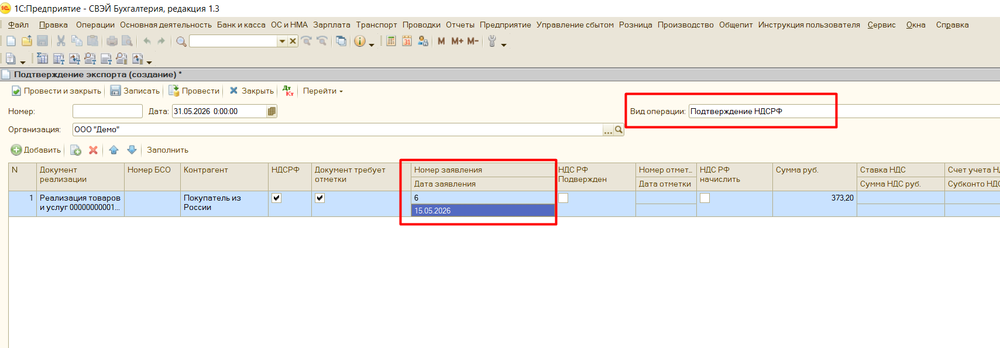 1С:Предприятие - СВЭЙ Бухгалтерия, редакция 1.3
Файл Правка Операции Основная деятельность Банк и касса ОС и НМА Зарплата Транспорт Проводки Отчеты Предприятие Управление сбытом Розница Производство Общепит Инструкция пользователя Сервис Окна Справка
M M+ M-
Подтверждение экспорта (создание) *
Провести и закрыть Записать Провести Закрыть Дт Кт Перейти
Номер: Дата: 31.05.2026 0:00:00 Вид операции: Подтверждение НДСРФ
Организация: ООО "Демо" ...
Добавить Заполнить
N Документ реализации Номер БСО Контрагент НДСРФ Документ требует отметки Номер заявления НДС РФ Подтвержден Номер отмет... НДС РФ начислить Сумма руб. Ставка НДС Счет учета
Дата заявления Дата отметки Сумма НДС руб. Субконто
1 Реализация товаров и услуг 00000000001... Покупатель из России 6 373,20
15.05.2026